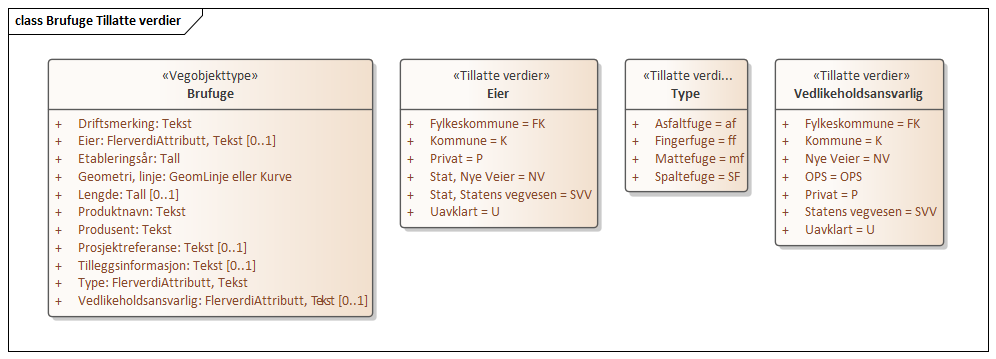 class Brufuge Tillatte verdier
«Vegobjekttype»
Brufuge
+ Driftsmerking: Tekst
+ Eier: FlerverdiAttributt, Tekst [0..1]
+ Etableringsår: Tall
+ Geometri, linje: GeomLinje eller Kurve
+ Lengde: Tall [0..1]
+ Produktnavn: Tekst
+ Produsent: Tekst
+ Prosjektreferanse: Tekst [0..1]
+ Tilleggsinformasjon: Tekst [0..1]
+ Type: FlerverdiAttributt, Tekst
+ Vedlikeholdsansvarlig: FlerverdiAttributt, Tekst [0..1]
«Tillatte verdier»
Eier
+ Fylkeskommune = FK
+ Kommune = K
+ Privat = P
+ Stat, Nye Veier = NV
+ Stat, Statens vegvesen = SVV
+ Uavklart = U
«Tillatte verdi...
Type
+ Asfaltfuge = af
+ Fingerfuge = ff
+ Mattefuge = mf
+ Spaltefuge = SF
«Tillatte verdier»
Vedlikeholdsansvarlig
+ Fylkeskommune = FK
+ Kommune = K
+ Nye Veier = NV
+ OPS = OPS
+ Privat = P
+ Statens vegvesen = SVV
+ Uavklart = U